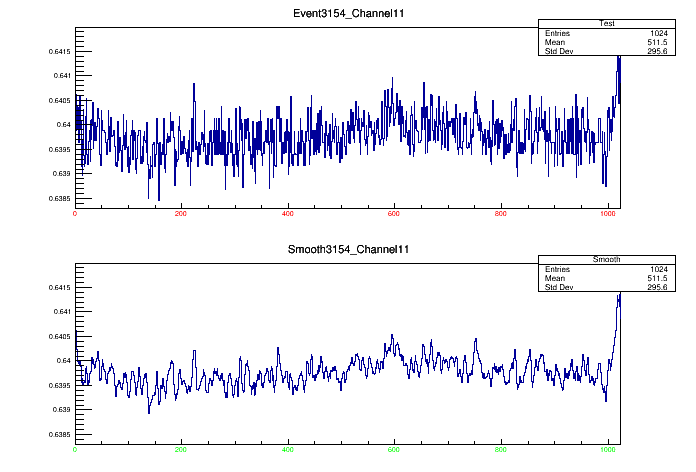 Event3154_Channel11
Test
Entries 1024
Mean 511.5
Std Dev 295.6
0.6415
0.641
0.6405
0.64
0.6395
0.639
0.6385
0 200 400 600 800 1000
Smooth3154_Channel11
Smooth
Entries 1024
Mean 511.5
Std Dev 295.6
0.6415
0.641
0.6405
0.64
0.6395
0.639
0.6385
0 200 400 600 800 1000